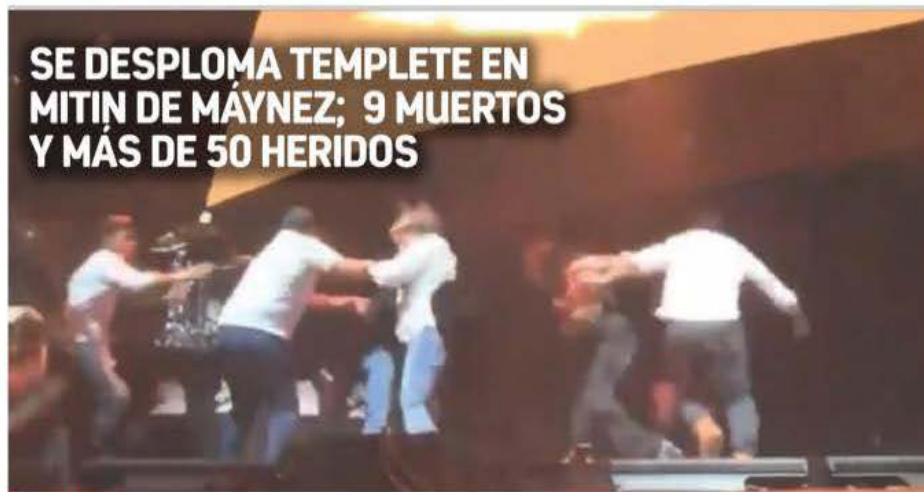 SE DESPLOMA TEMPLETE EN
MITIN DE MÁYNEZ; 9 MUERTOS
Y MÁS DE 50 HERIDOS